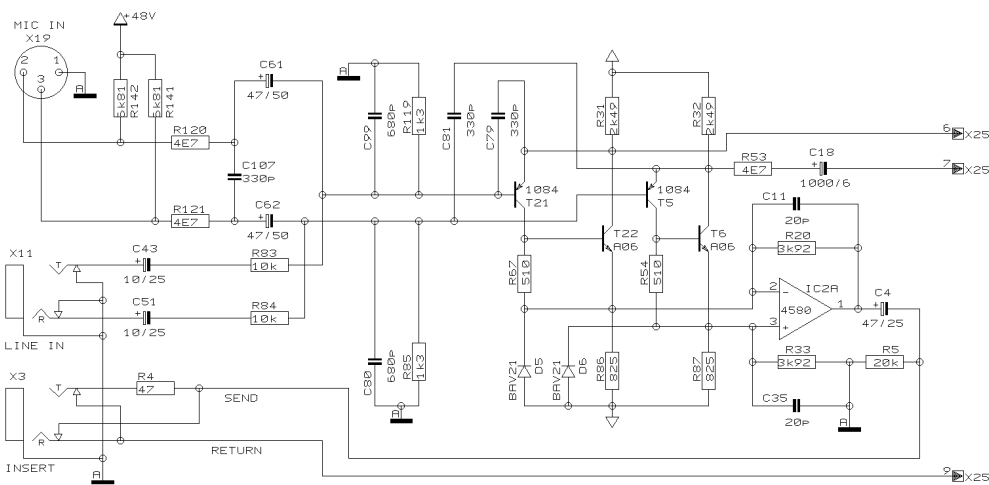 MIC IN
X19
+48V
2
1
3
A
6k81
R142
6k81
R141
R120
4E7
C107
330p
R121
4E7
C61
+
47/50
C62
+
47/50
A
C99
680p
R119
1k3
C81
330p
C79
330p
R31
2k49
R32
2k49
6
X25
7
X25
R53
4E7
C18
+
1000/6
1084
T21
1084
T5
C11
20p
R20
3k92
T22
A06
T6
A06
R67
510
R54
510
X11
T
R
LINE IN
C43
+
10/25
R83
10k
C51
+
10/25
R84
10k
2
-
3
+
IC2A
4580
1
C4
+
47/25
C80
680p
R85
1k3
A
BAV21
D5
BAV21
D6
R86
825
R87
825
R33
3k92
R5
20k
C35
20p
A
X3
T
R
INSERT
R4
47
SEND
RETURN
A
9
X25